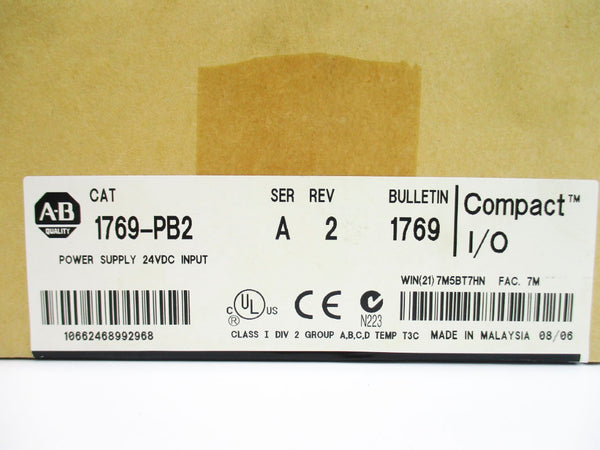 A-B
QUALITY
CAT
1769-PB2
SER REV
A 2
BULLETIN
1769
Compact™
I/O
POWER SUPPLY 24VDC INPUT
WIN(21) 7M5BT7HN FAC. 7M
10662468992968
C UL US
®
CE
N223
CLASS I DIV 2 GROUP A,B,C,D TEMP T3C MADE IN MALAYSIA 08/06